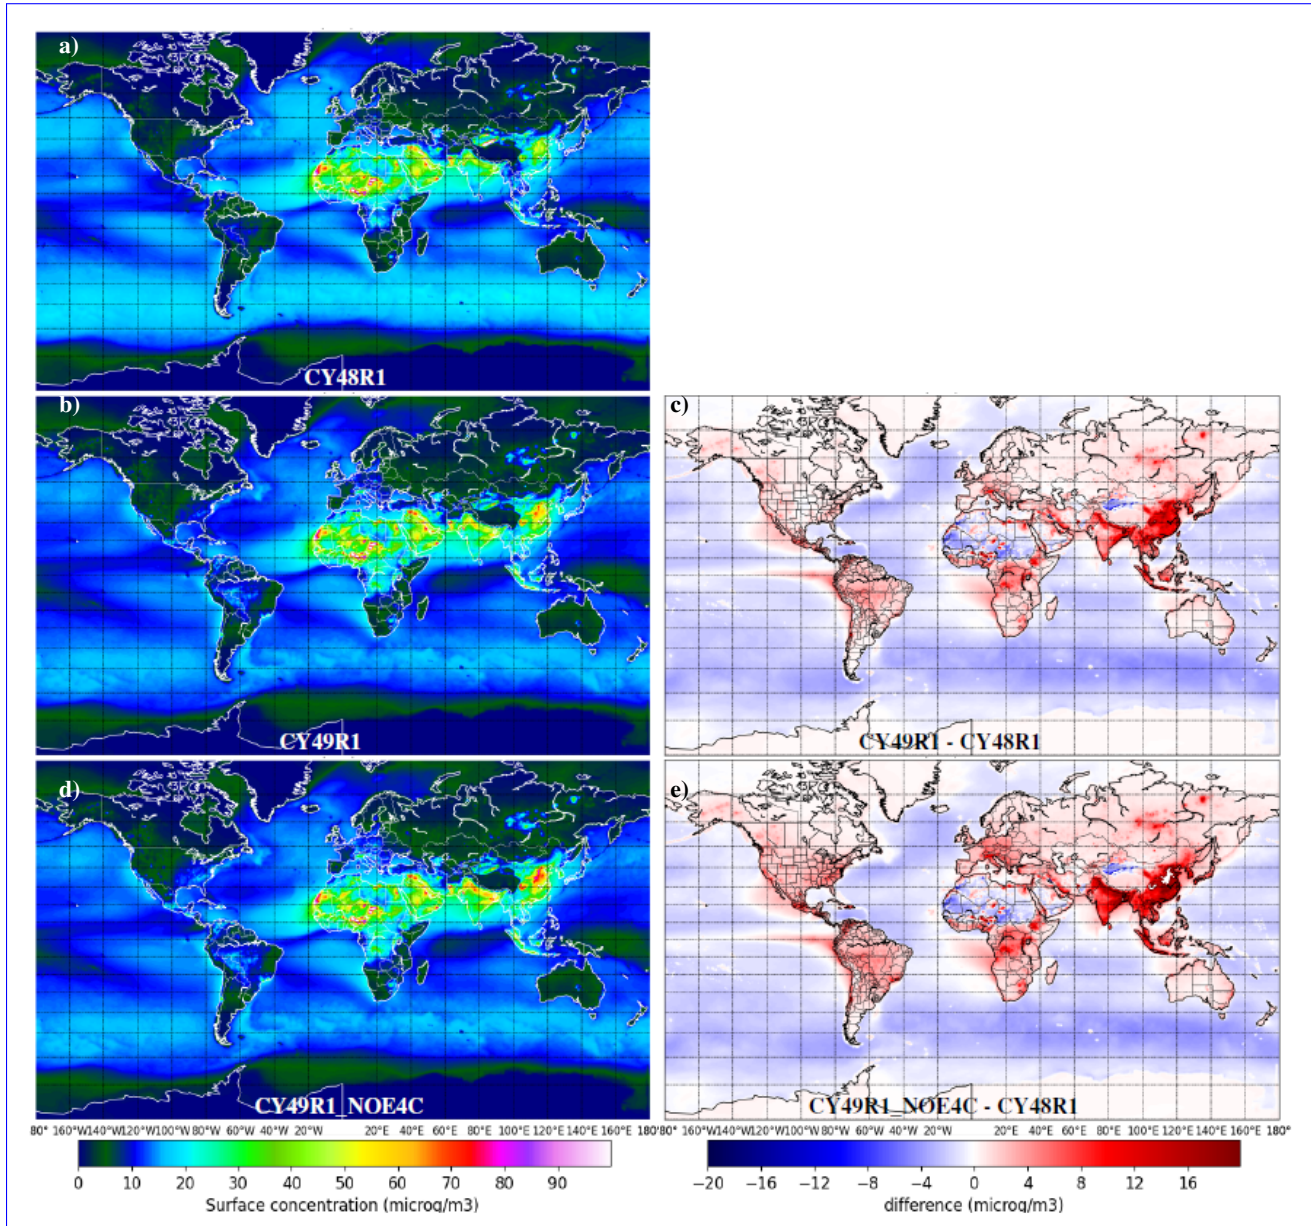 a)
CY48R1
b)
CY49R1
c)
CY49R1 - CY48R1
d)
CY49R1_NOE4C
e)
CY49R1_NOE4C - CY48R1
80° 160°W140°W120°W100°W80°W 60°W 40°W 20°W 20°E 40°E 60°E 80°E 100°E 120°E 140°E 160°E 180°
180° 160°W140°W120°W100°W80°W 60°W 40°W 20°W 20°E 40°E 60°E 80°E 100°E 120°E 140°E 160°E 180°
0 10 20 30 40 50 60 70 80 90
Surface concentration (microg/m3)
−20 −16 −12 −8 −4 0 4 8 12 16
difference (microg/m3)